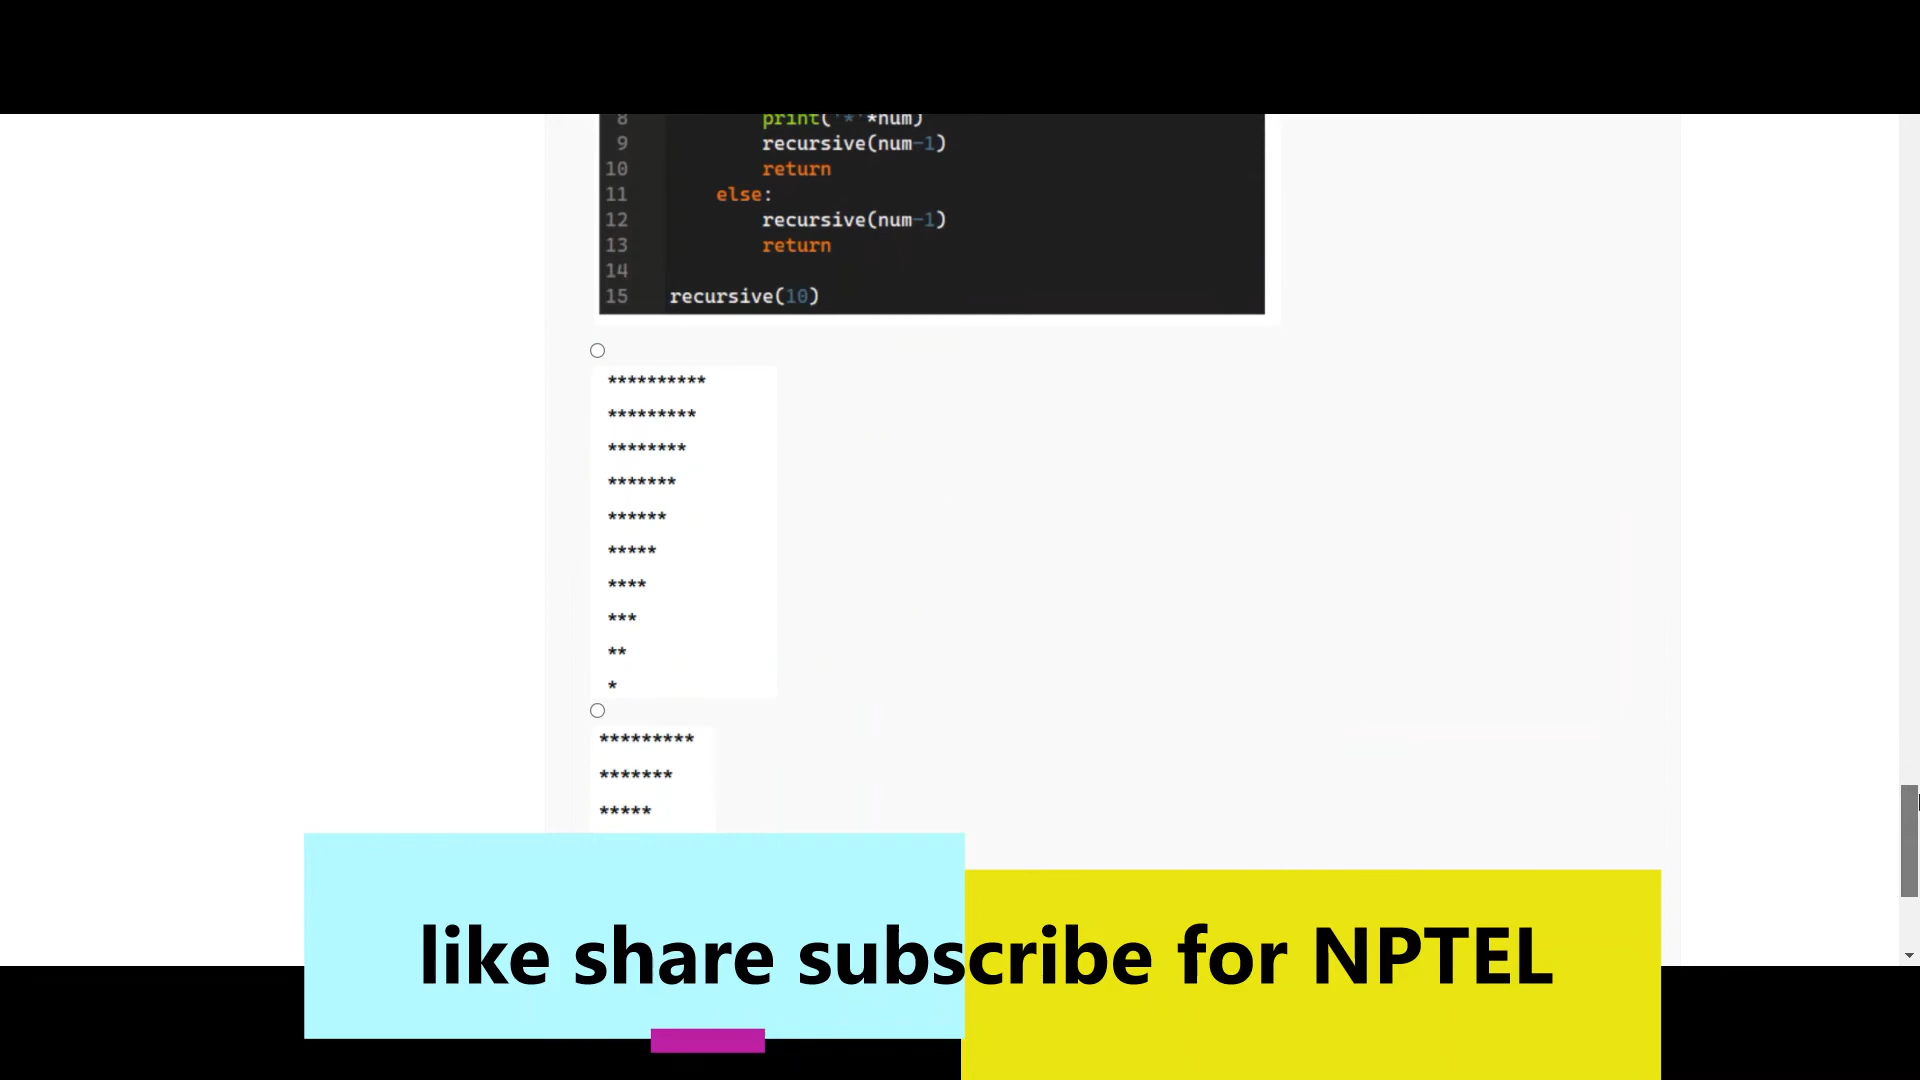 8 print('*'*num)
9 recursive(num-1)
10 return
11 else:
12 recursive(num-1)
13 return
14
15 recursive(10)
**********
*********
********
*******
******
*****
****
***
**
*
*********
*******
*****
like share subscribe for NPTEL